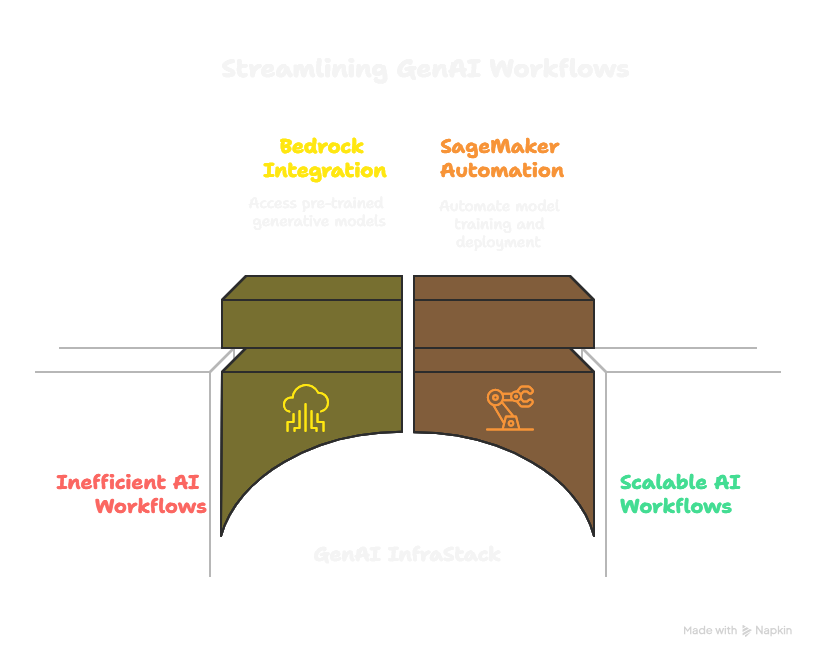 Streamlining GenAI Workflows
Bedrock
Integration
Access pre-trained
generative models
SageMaker
Automation
Automate model
training and
deployment
Inefficient AI
Workflows
Scalable AI
Workflows
GenAI InfraStack
Made with Napkin